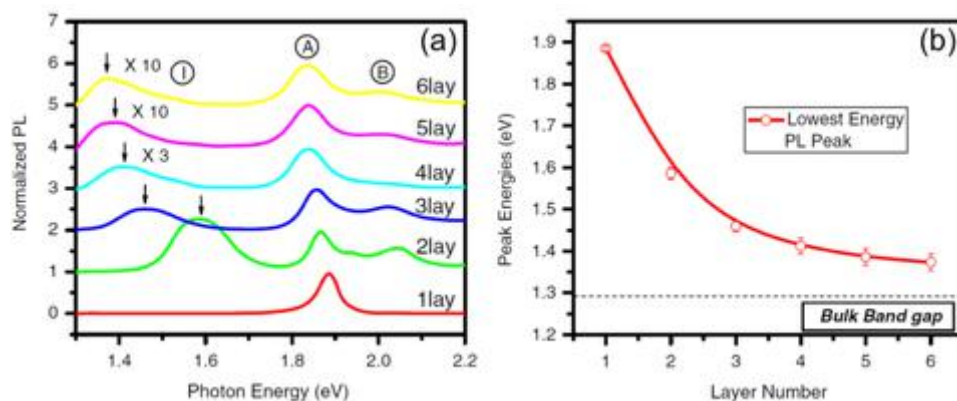 (a)
Normalized PL
7
6
5
4
3
2
1
0
X 10
I
A
B
6lay
X 10
5lay
X 3
4lay
3lay
2lay
1lay
1.4 1.6 1.8 2.0 2.2
Photon Energy (eV)
(b)
Peak Energies (eV)
1.9
1.8
1.7
1.6
1.5
1.4
1.3
1.2
Lowest Energy
PL Peak
Bulk Band gap
1 2 3 4 5 6
Layer Number